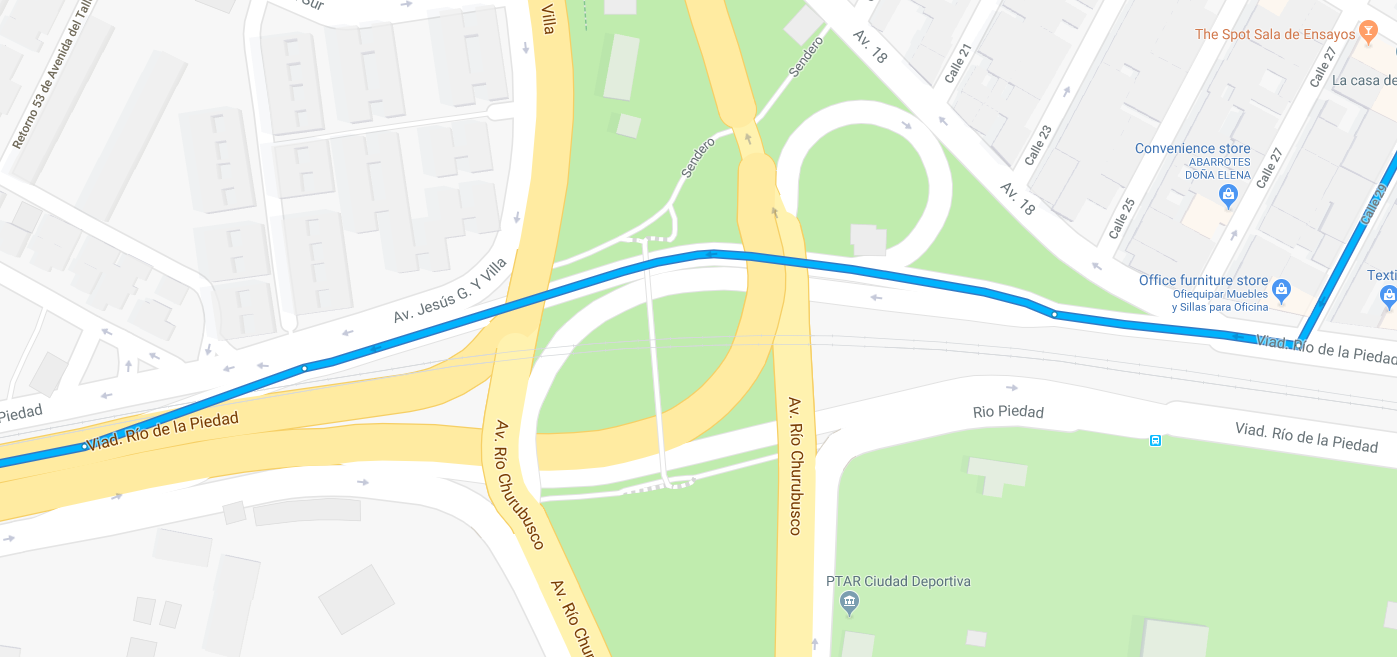 Sur
Villa
Retorno 53 de Avenida del Tall
Sendero
Av. 18
Calle 21
The Spot Sala de Ensayos
Calle 27
La casa de
Calle 23
Convenience store
ABARROTES
DOÑA ELENA
Calle 27
Sendero
Av. 18
Calle 25
Calle 29
Av. Jesús G. Y Villa
Office furniture store
Ofiequipar Muebles
y Sillas para Oficina
Texti
Viad. Río de la Piedad
Piedad
Viad. Río de la Piedad
Av. Río Churubusco
Av. Río Churubusco
Rio Piedad
Viad. Río de la Piedad
PTAR Ciudad Deportiva
Av. Río Chur